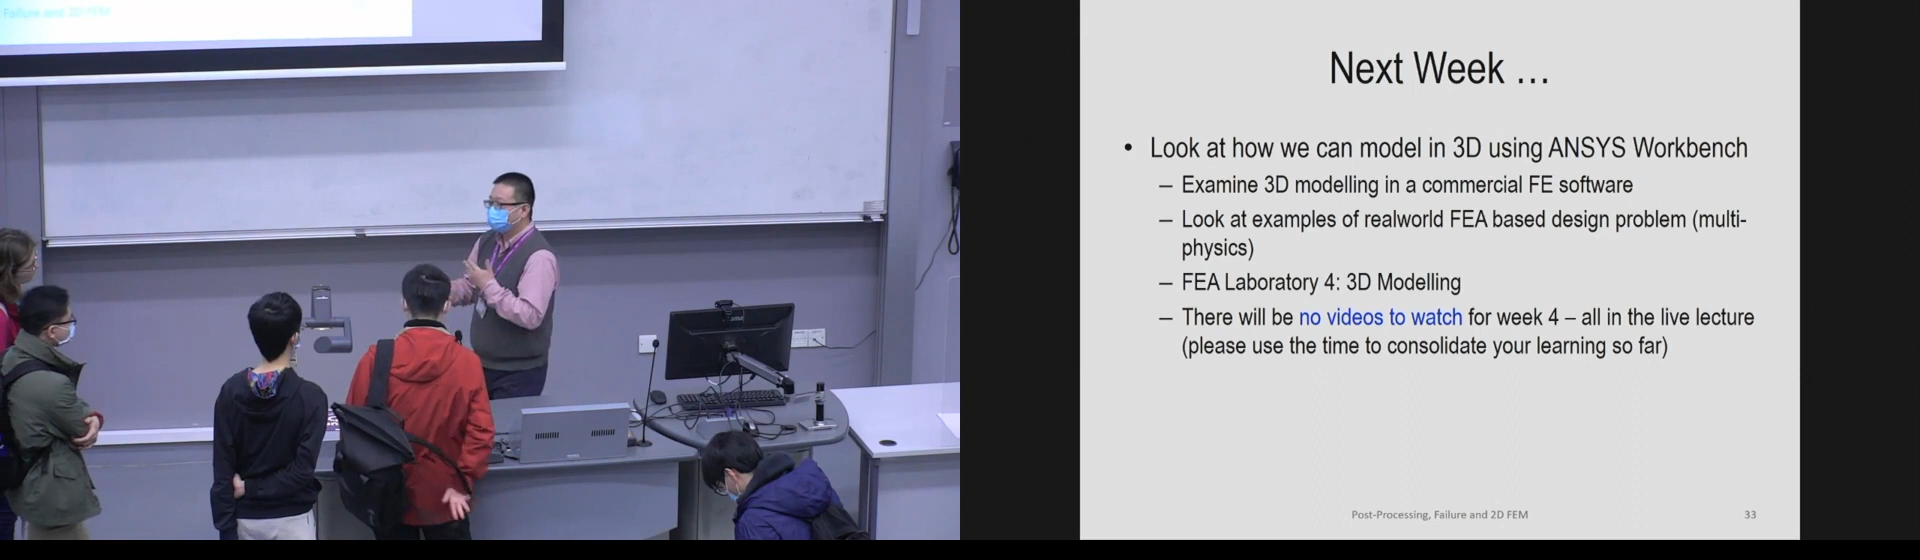 Failure and 2D FEM
Next Week …
• Look at how we can model in 3D using ANSYS Workbench
– Examine 3D modelling in a commercial FE software
– Look at examples of realworld FEA based design problem (multi-
physics)
– FEA Laboratory 4: 3D Modelling
– There will be no videos to watch for week 4 – all in the live lecture
(please use the time to consolidate your learning so far)
Post-Processing, Failure and 2D FEM
33